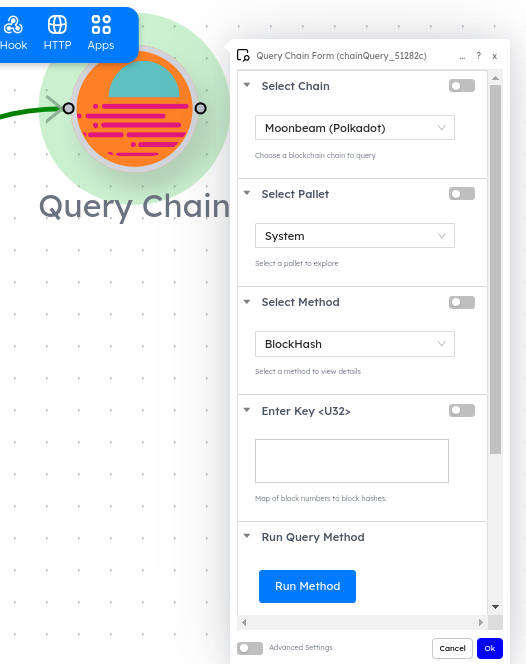 Hook HTTP Apps
Query Chain
Query Chain Form (chainQuery_51282c) ... ? x
Select Chain
Moonbeam (Polkadot)
Choose a blockchain chain to query
Select Pallet
System
Select a pallet to explore
Select Method
BlockHash
Select a method to view details
Enter Key <U32>
Map of block numbers to block hashes.
Run Query Method
Run Method
Advanced Settings Cancel Ok